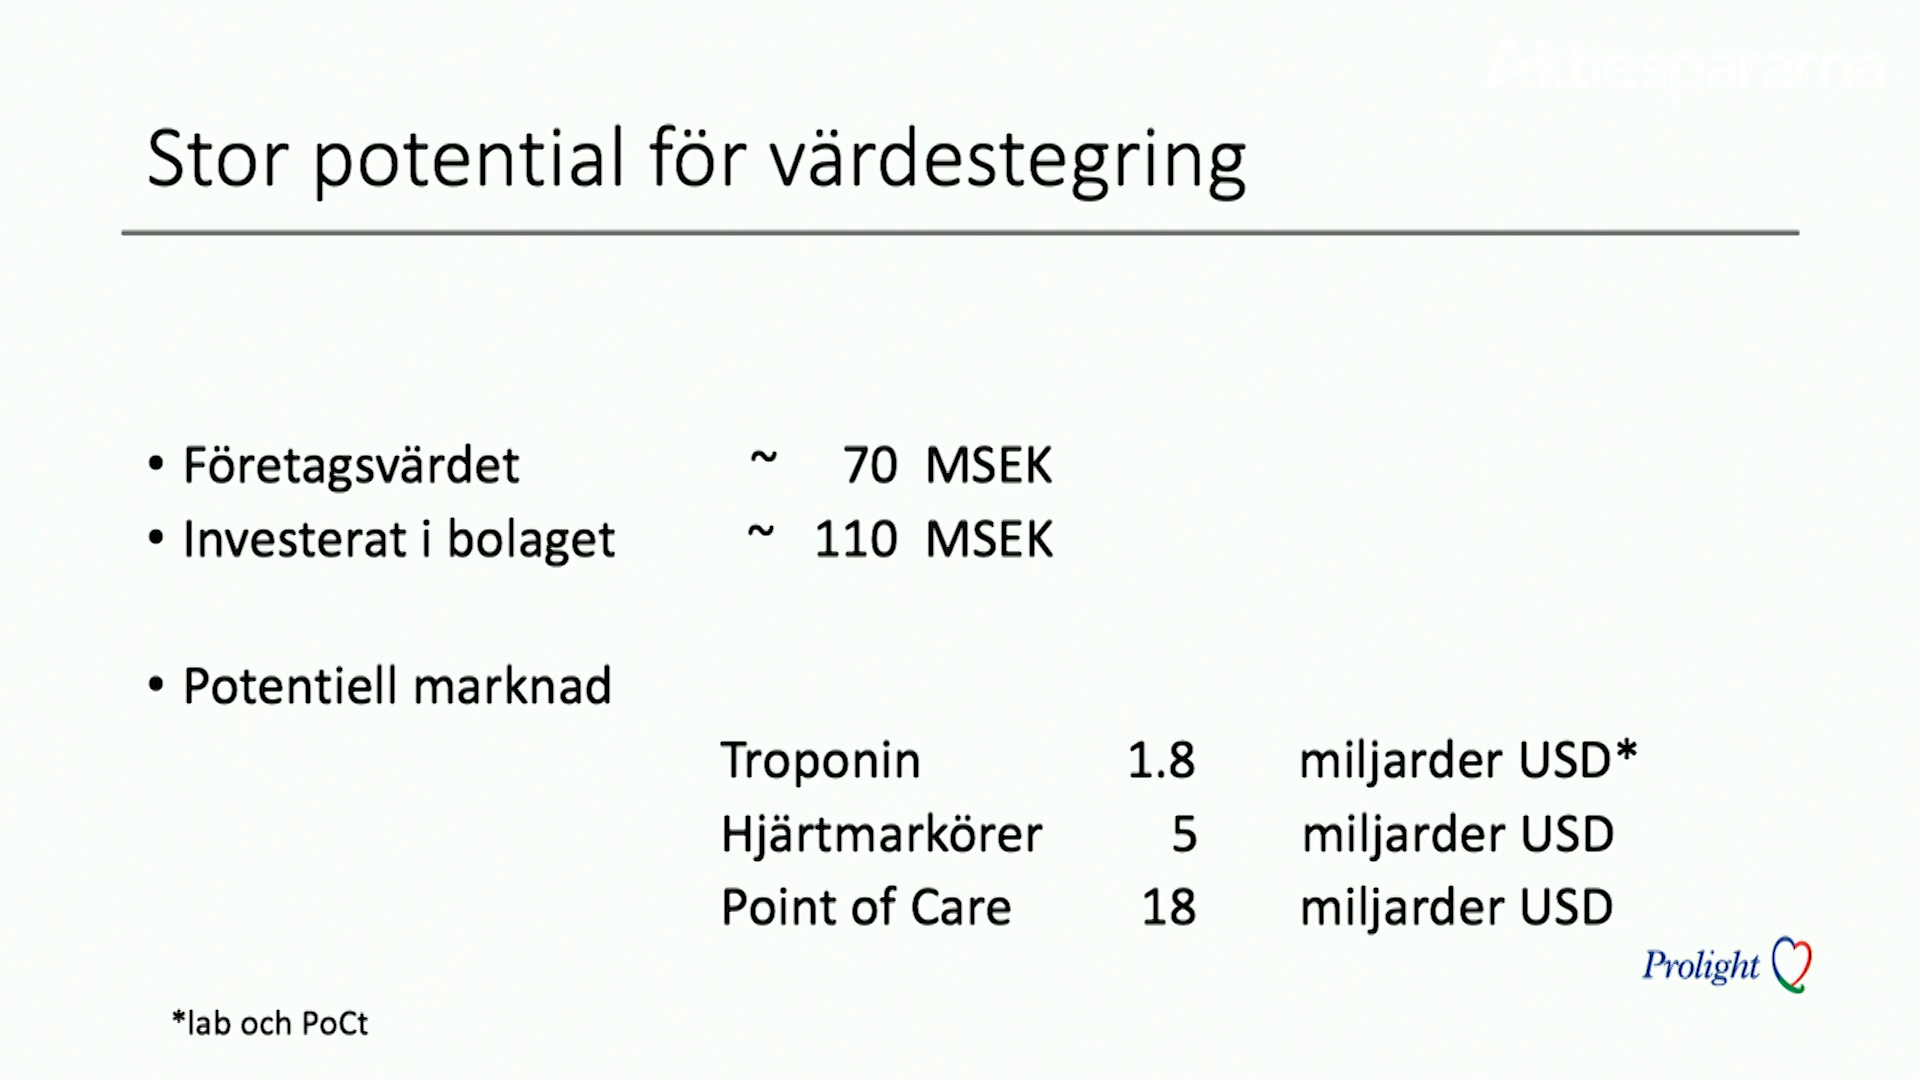 Aktiespararna
Stor potential för värdestegring
• Företagsvärdet ~ 70 MSEK
• Investerat i bolaget ~ 110 MSEK
• Potentiell marknad
Troponin 1.8 miljarder USD*
Hjärtmarkörer 5 miljarder USD
Point of Care 18 miljarder USD
Prolight
*lab och PoCt